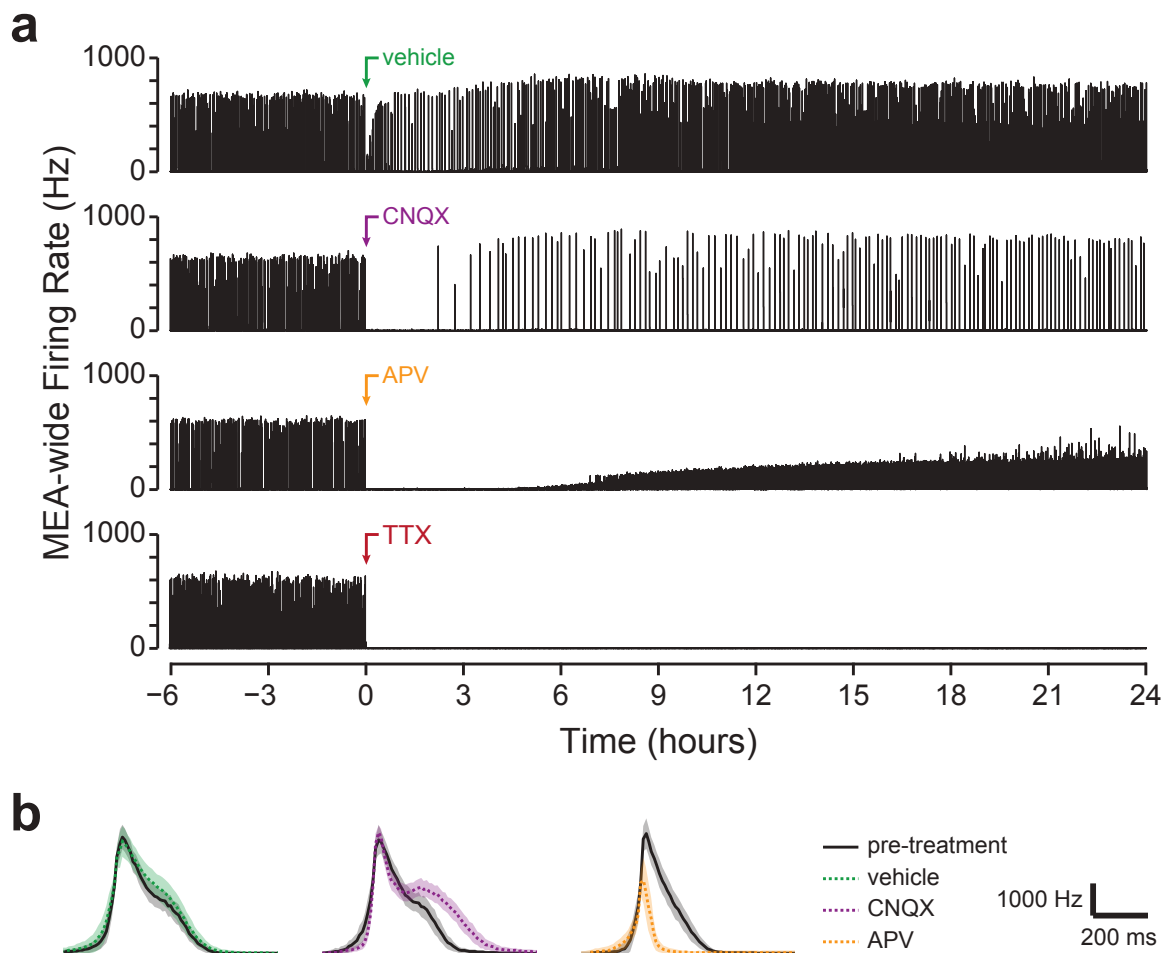 a
MEA-wide Firing Rate (Hz)
1000
0
vehicle
1000
0
CNQX
1000
0
APV
1000
0
TTX
−6 −3 0 3 6 9 12 15 18 21 24
Time (hours)
b
pre-treatment
vehicle
CNQX
APV
1000 Hz
200 ms